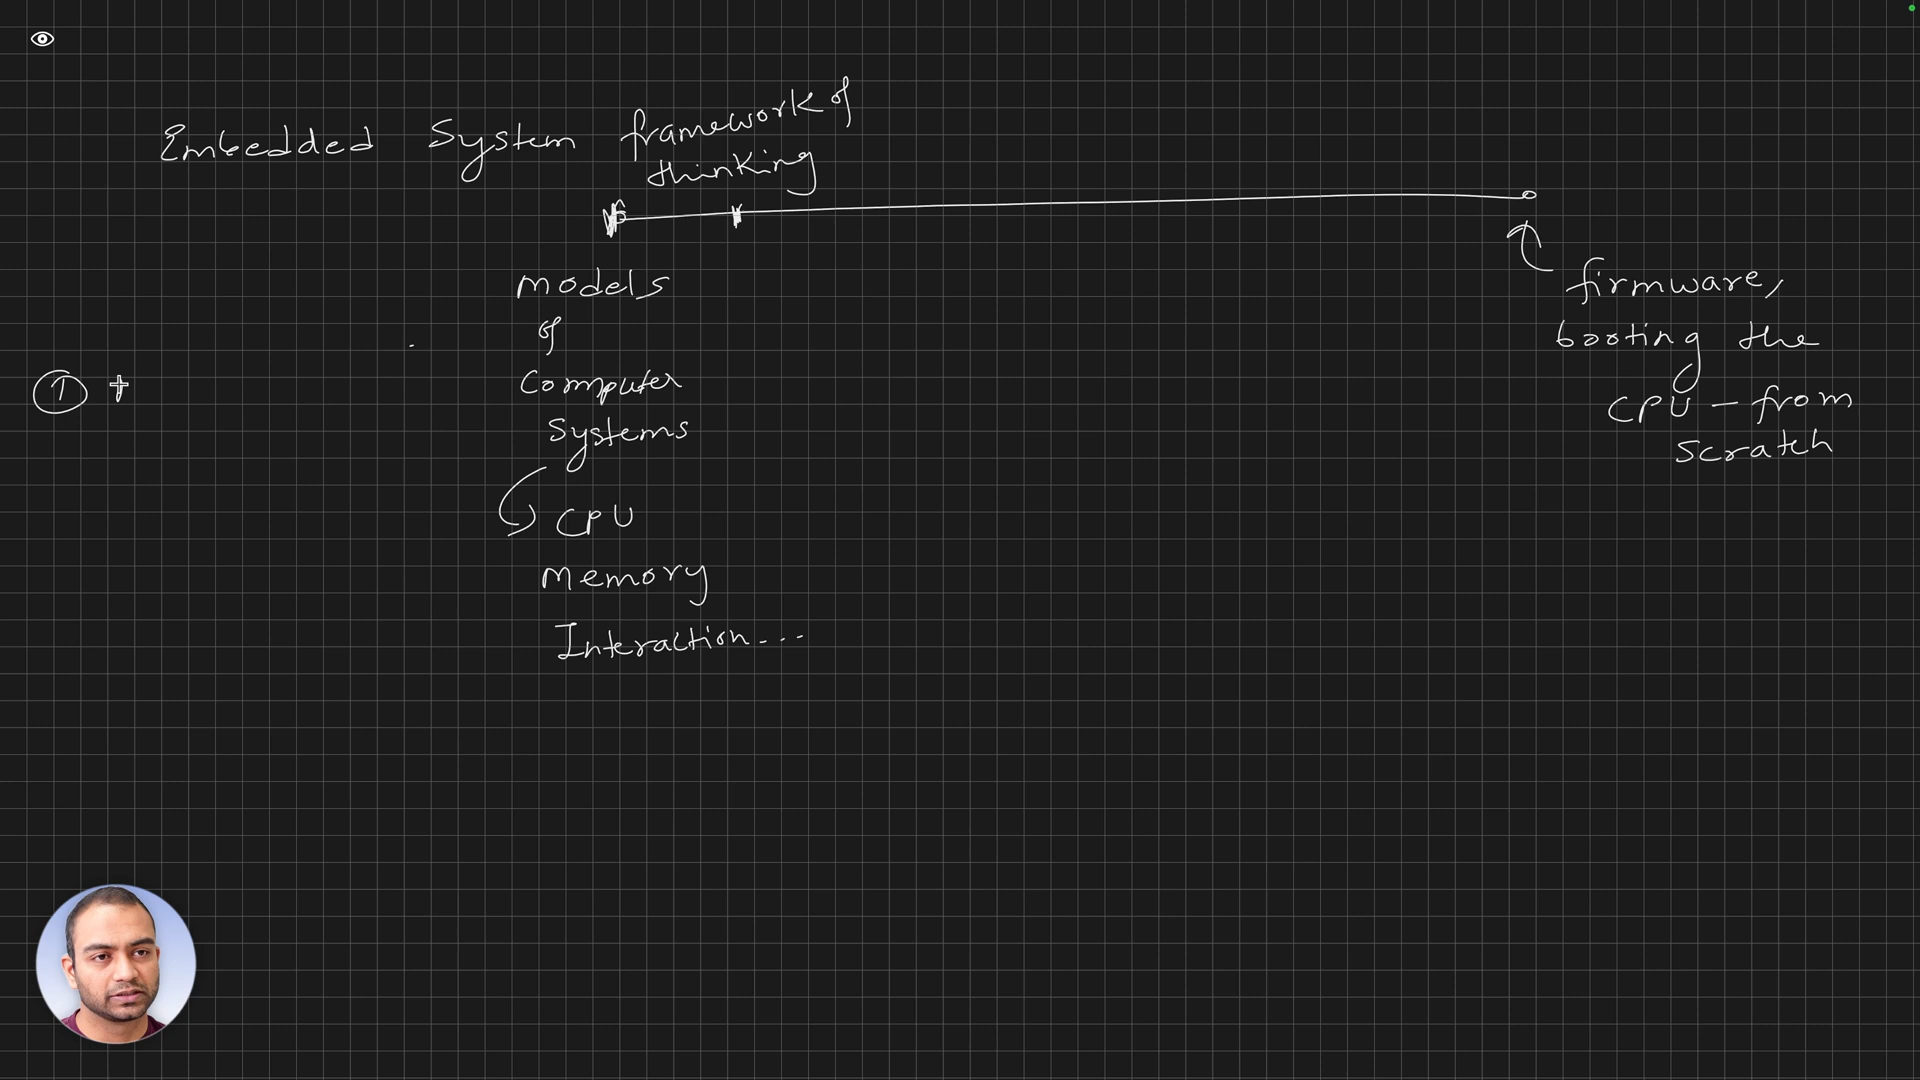 Embedded System framework of
thinking
models
of
Computer
Systems
CPU
Memory
Interaction...
firmware,
booting the
CPU - from
scratch
1